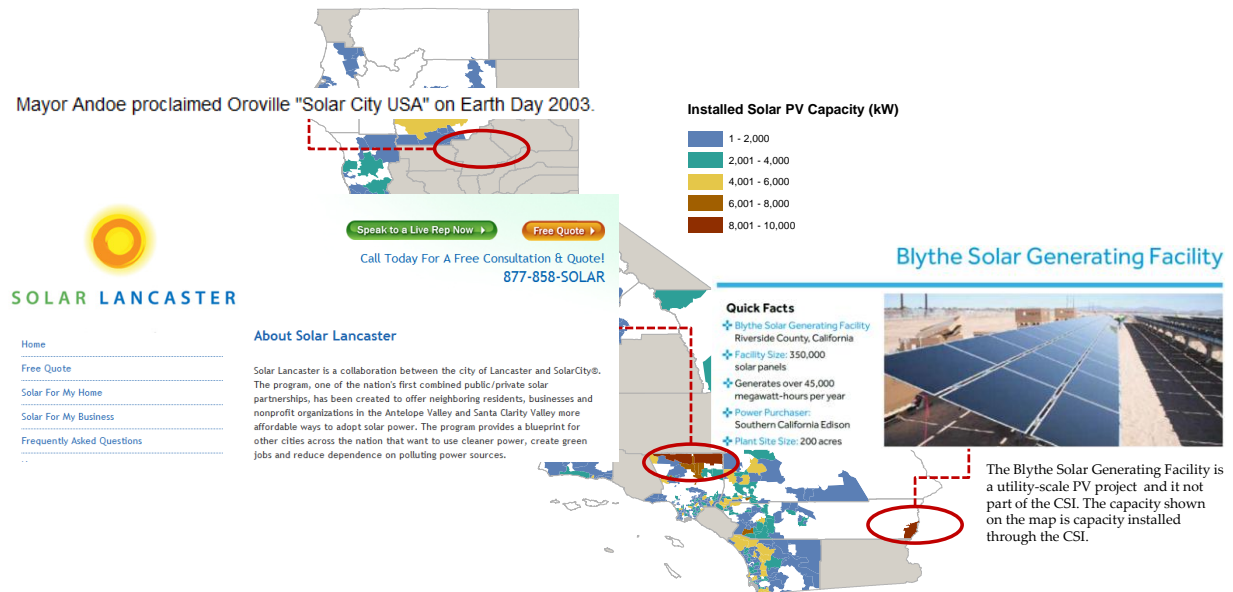 Mayor Andoe proclaimed Oroville "Solar City USA" on Earth Day 2003.
Installed Solar PV Capacity (kW)
1 - 2,000
2,001 - 4,000
4,001 - 6,000
6,001 - 8,000
8,001 - 10,000
SOLAR LANCASTER
Speak to a Live Rep Now
Free Quote
Call Today For A Free Consultation & Quote!
877-858-SOLAR
Home
Free Quote
Solar For My Home
Solar For My Business
Frequently Asked Questions
About Solar Lancaster
Solar Lancaster is a collaboration between the city of Lancaster and SolarCity®.
The program, one of the nation's first combined public/private solar
partnerships, has been created to offer neighboring residents, businesses and
nonprofit organizations in the Antelope Valley and Santa Clarity Valley more
affordable ways to adopt solar power. The program provides a blueprint for
other cities across the nation that want to use cleaner power, create green
jobs and reduce dependence on polluting power sources.
Blythe Solar Generating Facility
Quick Facts
Blythe Solar Generating Facility
Riverside County, California
Facility Size: 350,000
solar panels
Generates over 45,000
megawatt-hours per year
Power Purchaser:
Southern California Edison
Plant Site Size: 200 acres
The Blythe Solar Generating Facility is
a utility-scale PV project and it not
part of the CSI. The capacity shown
on the map is capacity installed
through the CSI.